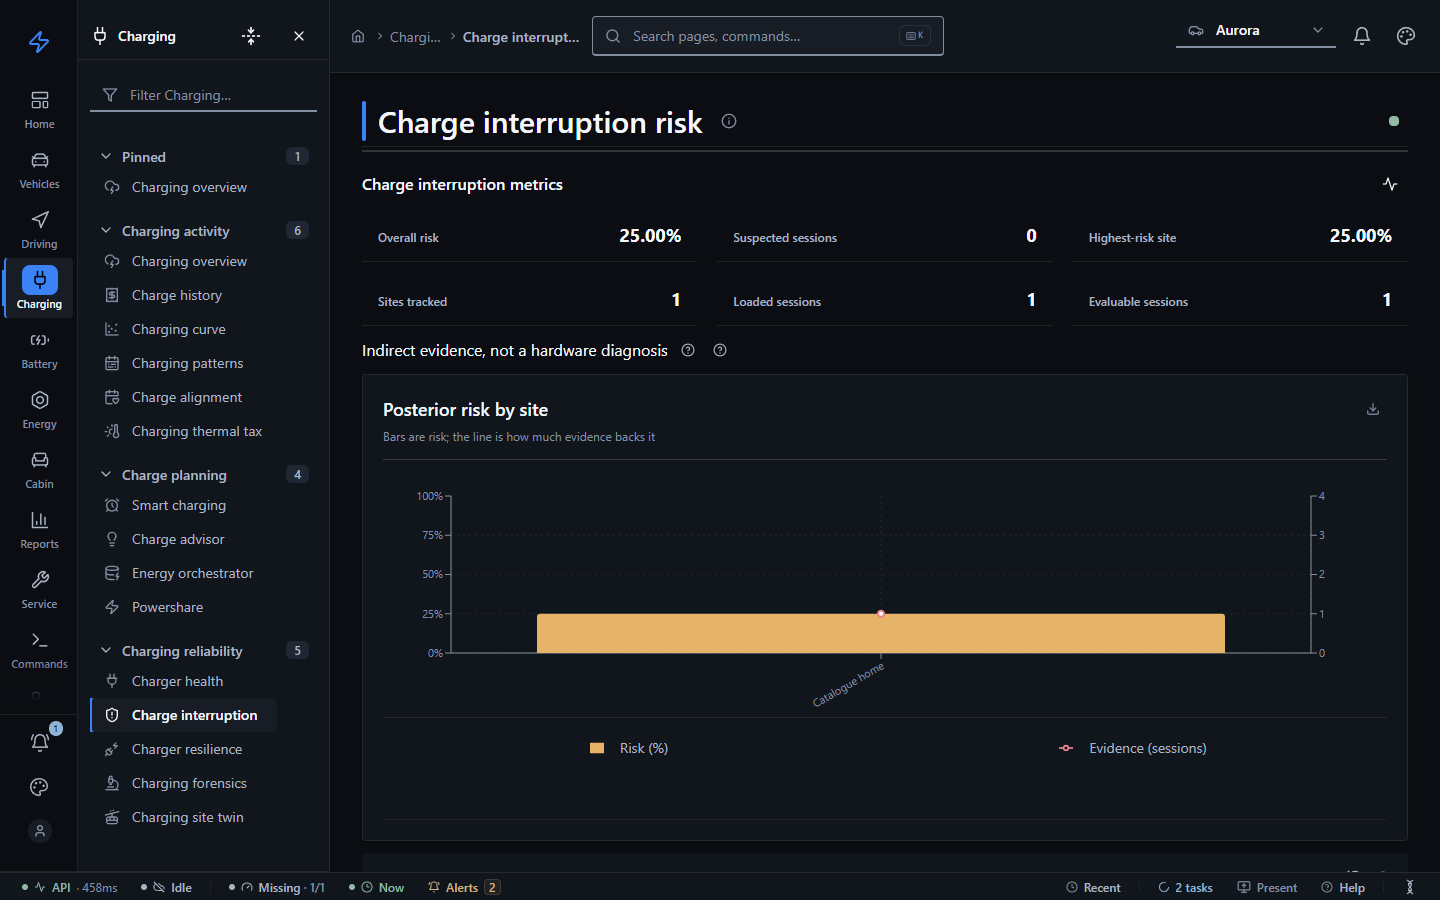 Charging
Chargi...
Charge interrupt...
Search pages, commands...
K
Aurora
Home
Vehicles
Driving
Charging
Battery
Energy
Cabin
Reports
Service
Commands
1
Filter Charging...
Pinned
1
Charging overview
Charging activity
6
Charging overview
Charge history
Charging curve
Charging patterns
Charge alignment
Charging thermal tax
Charge planning
4
Smart charging
Charge advisor
Energy orchestrator
Powershare
Charging reliability
5
Charger health
Charge interruption
Charger resilience
Charging forensics
Charging site twin
Charge interruption risk
Charge interruption metrics
Overall risk
25.00%
Suspected sessions
0
Highest-risk site
25.00%
Sites tracked
1
Loaded sessions
1
Evaluable sessions
1
Indirect evidence, not a hardware diagnosis
Posterior risk by site
Bars are risk; the line is how much evidence backs it
100%
75%
50%
25%
0%
4
3
2
1
0
Catalogue home
Risk (%)
Evidence (sessions)
API · 458ms
Idle
Missing · 1/1
Now
Alerts 2
Recent
2 tasks
Present
Help